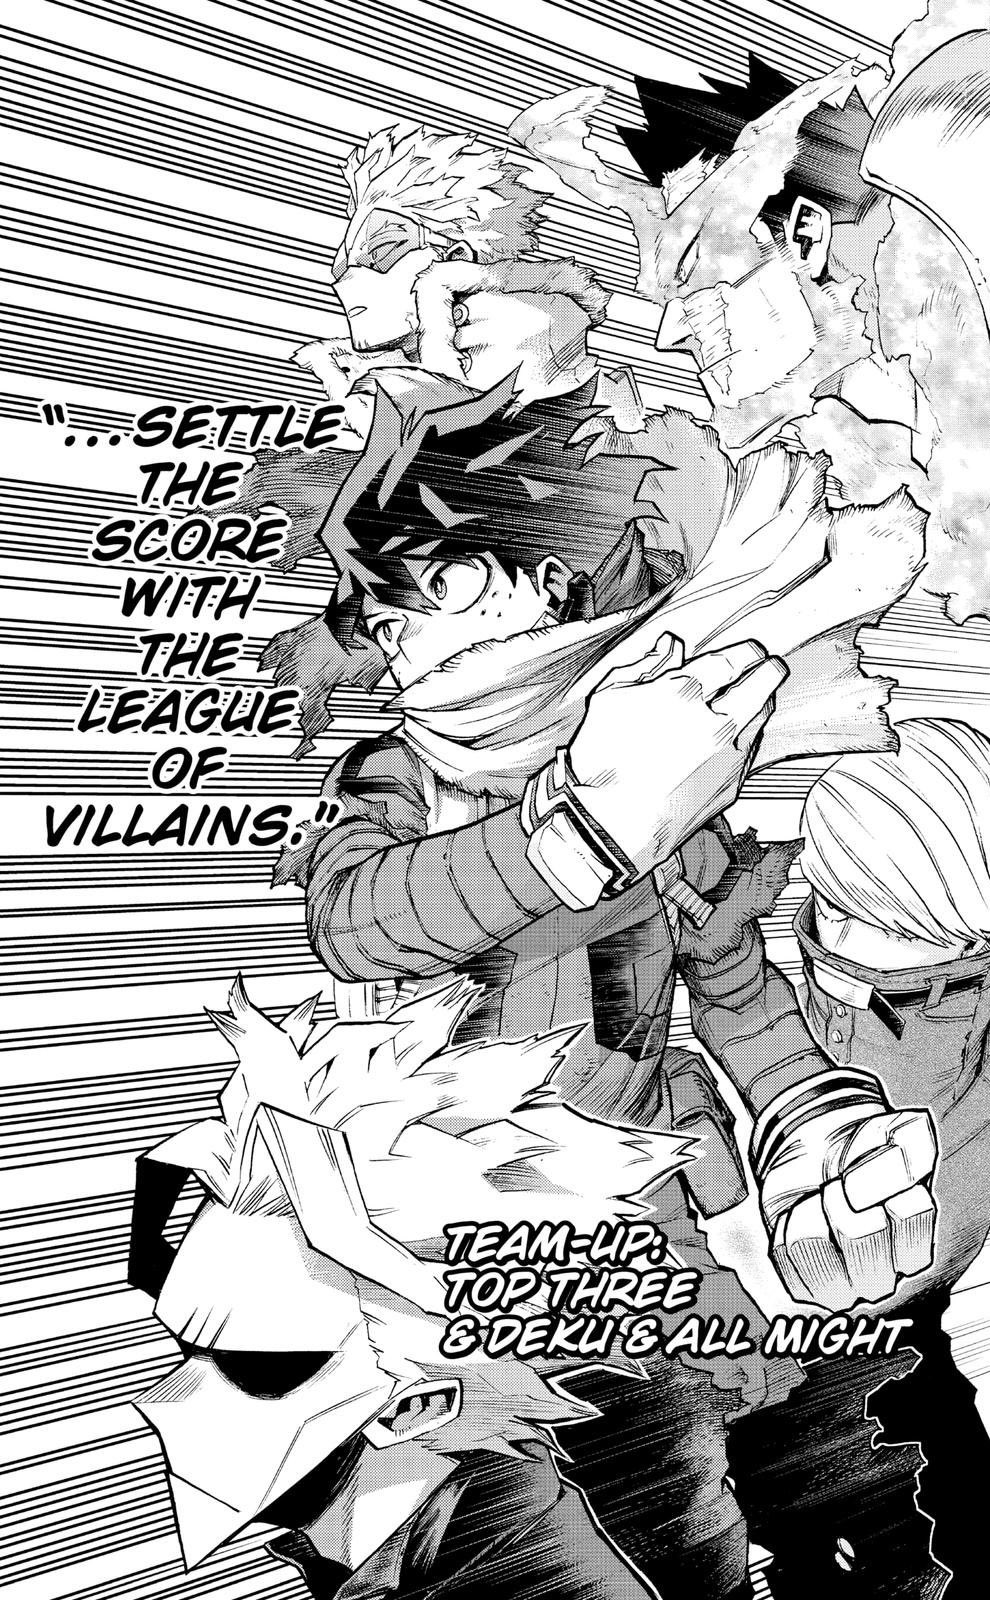 "...SETTLE
THE
SCORE
WITH
THE
LEAGUE
OF
VILLAINS."
TEAM-UP:
TOP THREE
& DEKU & ALL MIGHT